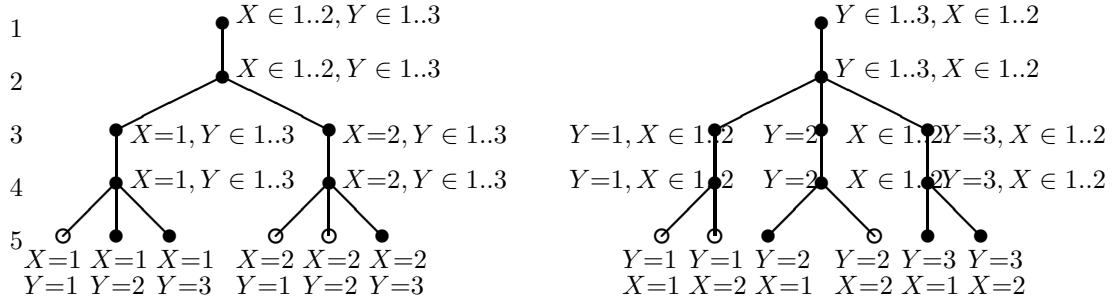 1 X ∈ 1..2, Y ∈ 1..3 Y ∈ 1..3, X ∈ 1..2
2 X ∈ 1..2, Y ∈ 1..3 Y ∈ 1..3, X ∈ 1..2
3 X=1, Y ∈ 1..3 X=2, Y ∈ 1..3 Y=1, X ∈ 1..2 Y=2 X ∈ 1..2 Y=3, X ∈ 1..2
4 X=1, Y ∈ 1..3 X=2, Y ∈ 1..3 Y=1, X ∈ 1..2 Y=2 X ∈ 1..2 Y=3, X ∈ 1..2
5
X=1 X=1 X=1 X=2 X=2 X=2 Y=1 Y=1 Y=2 Y=2 Y=3 Y=3
Y=1 Y=2 Y=3 Y=1 Y=2 Y=3 X=1 X=2 X=1 X=2 X=1 X=2